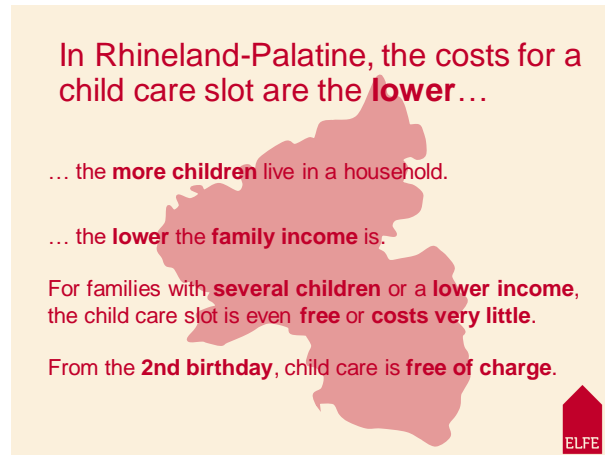 In Rhineland-Palatine, the costs for a
child care slot are the lower…
… the more children live in a household.
… the lower the family income is.
For families with several children or a lower income,
the child care slot is even free or costs very little.
From the 2nd birthday, child care is free of charge.
ELFE